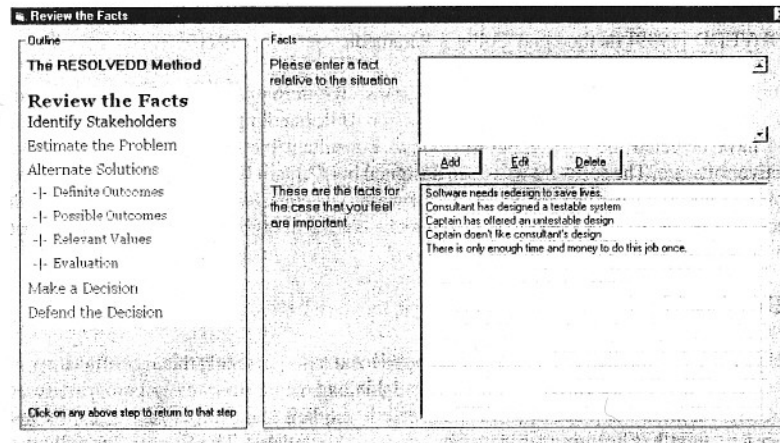 Review the Facts
Outline
The RESOLVEDD Method
Review the Facts
Identify Stakeholders
Estimate the Problem
Alternate Solutions
-|- Definite Outcomes
-|- Possible Outcomes
-|- Relevant Values
-|- Evaluation
Make a Decision
Defend the Decision
Click on any above step to return to that step
Facts
Please enter a fact
relative to the situation
Add Edit Delete
These are the facts for
the case that you feel
are important
Software needs redesign to save lives.
Consultant has designed a testable system
Captain has offered an untestable design
Captain doen't like consultant's design
There is only enough time and money to do this job once.